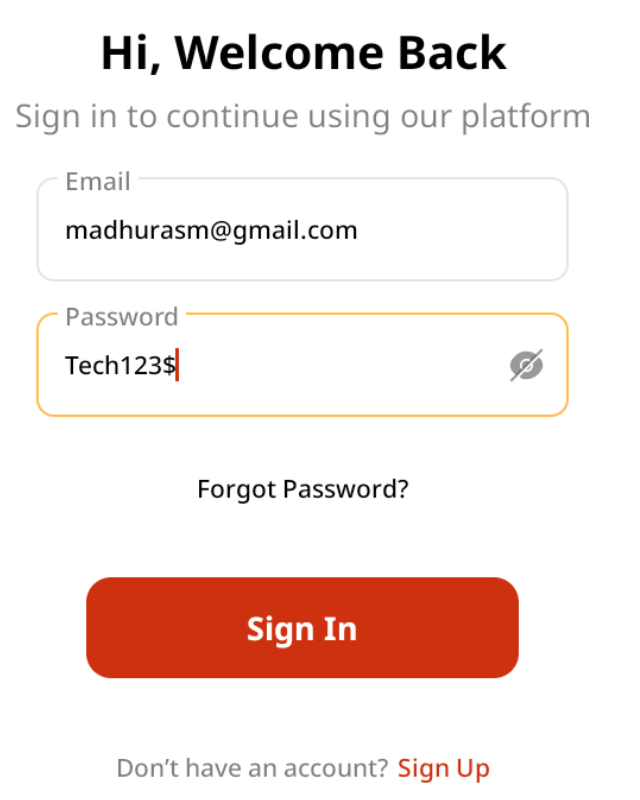 Hi, Welcome Back
Sign in to continue using our platform
Email
madhurasm@gmail.com
Password
Tech123$
Forgot Password?
Sign In
Don’t have an account? Sign Up